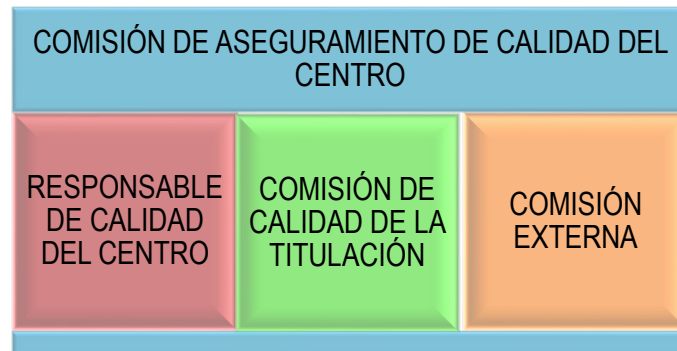 COMISIÓN DE ASEGURAMIENTO DE CALIDAD DEL
CENTRO
RESPONSABLE
DE CALIDAD
DEL CENTRO
COMISIÓN DE
CALIDAD DE LA
TITULACIÓN
COMISIÓN
EXTERNA